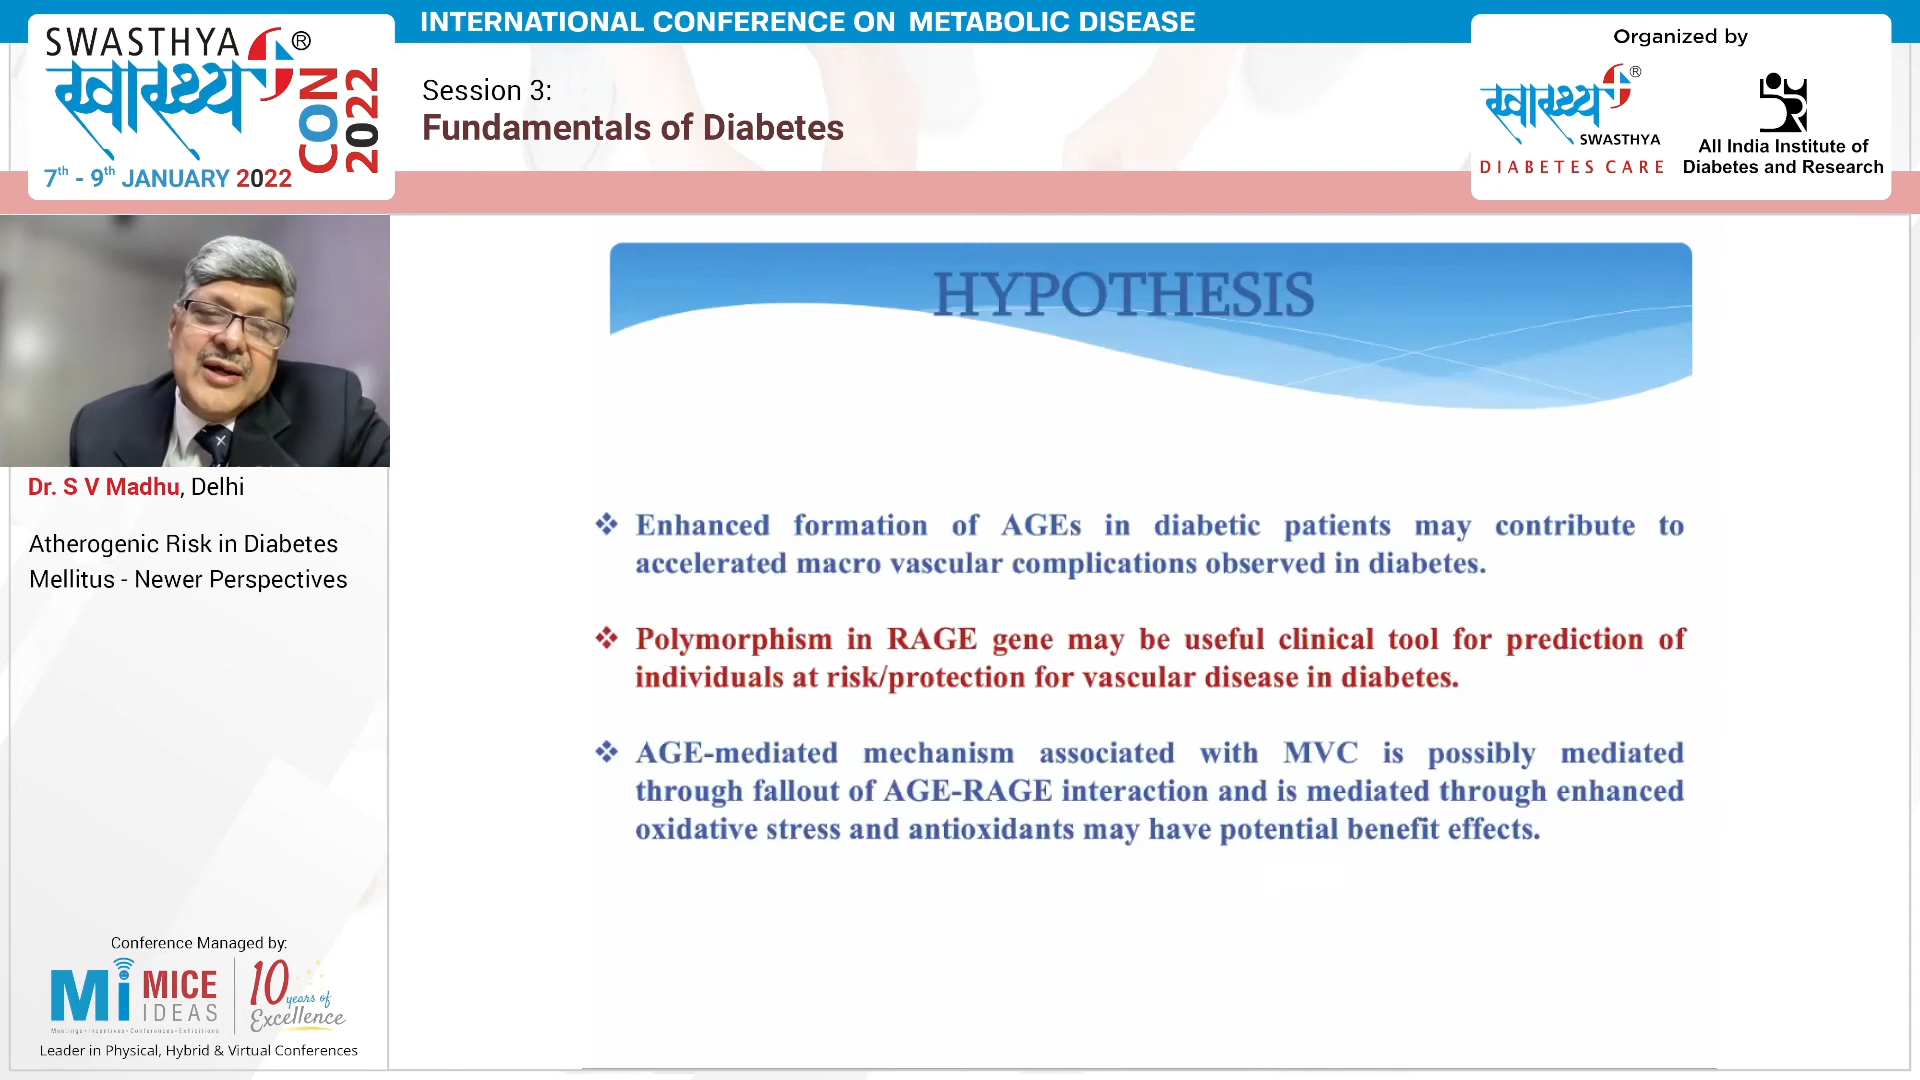 INTERNATIONAL CONFERENCE ON METABOLIC DISEASE
SWASTHYA ®
स्वास्थ्य
CON 2022
7th - 9th JANUARY 2022
Session 3:
Fundamentals of Diabetes
Organized by
स्वास्थ्य ®
SWASTHYA
DIABETES CARE
All India Institute of
Diabetes and Research
Dr. S V Madhu, Delhi
Atherogenic Risk in Diabetes
Mellitus - Newer Perspectives
HYPOTHESIS
❖ Enhanced formation of AGEs in diabetic patients may contribute to
accelerated macro vascular complications observed in diabetes.
❖ Polymorphism in RAGE gene may be useful clinical tool for prediction of
individuals at risk/protection for vascular disease in diabetes.
❖ AGE-mediated mechanism associated with MVC is possibly mediated
through fallout of AGE-RAGE interaction and is mediated through enhanced
oxidative stress and antioxidants may have potential benefit effects.
Conference Managed by:
Mi MICE
IDEAS
Meetings-Incentives-Conferences-Exhibitions
10
years of
Excellence
Leader in Physical, Hybrid & Virtual Conferences